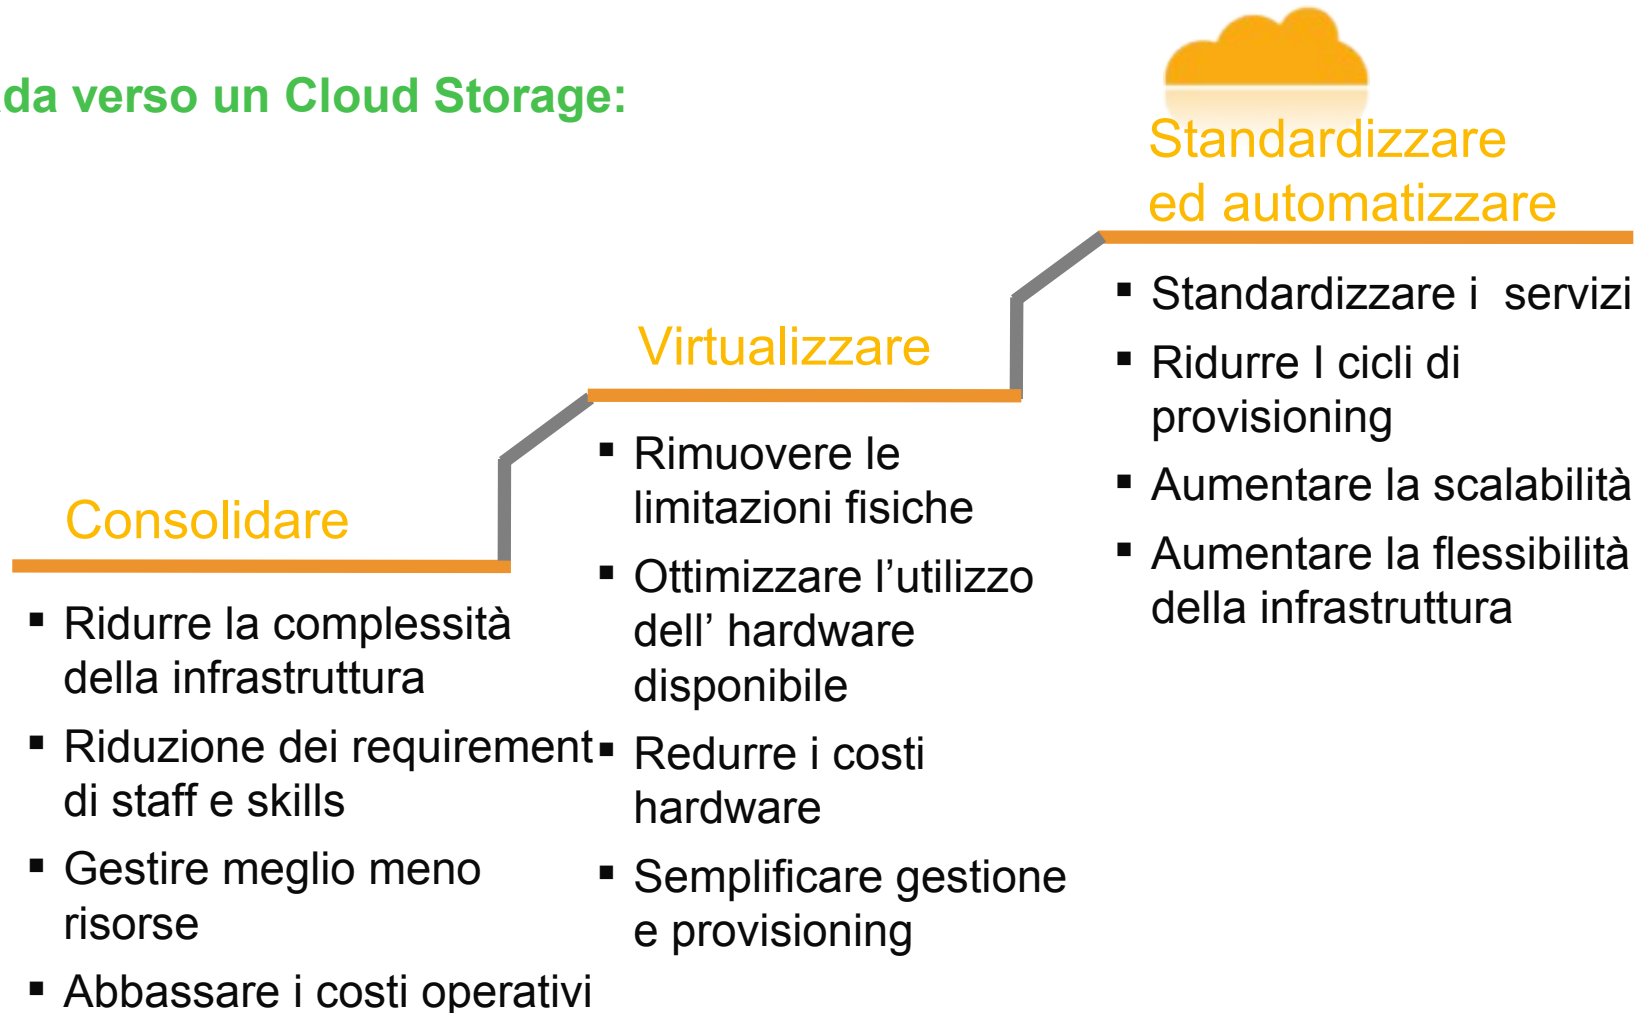 da verso un Cloud Storage:
Standardizzare
ed automatizzare
▪ Standardizzare i servizi
▪ Ridurre I cicli di
provisioning
▪ Aumentare la scalabilità
▪ Aumentare la flessibilità
della infrastruttura
Virtualizzare
▪ Rimuovere le
limitazioni fisiche
▪ Ottimizzare l’utilizzo
dell’ hardware
disponibile
▪ Redurre i costi
hardware
▪ Semplificare gestione
e provisioning
Consolidare
▪ Ridurre la complessità
della infrastruttura
▪ Riduzione dei requirement
di staff e skills
▪ Gestire meglio meno
risorse
▪ Abbassare i costi operativi